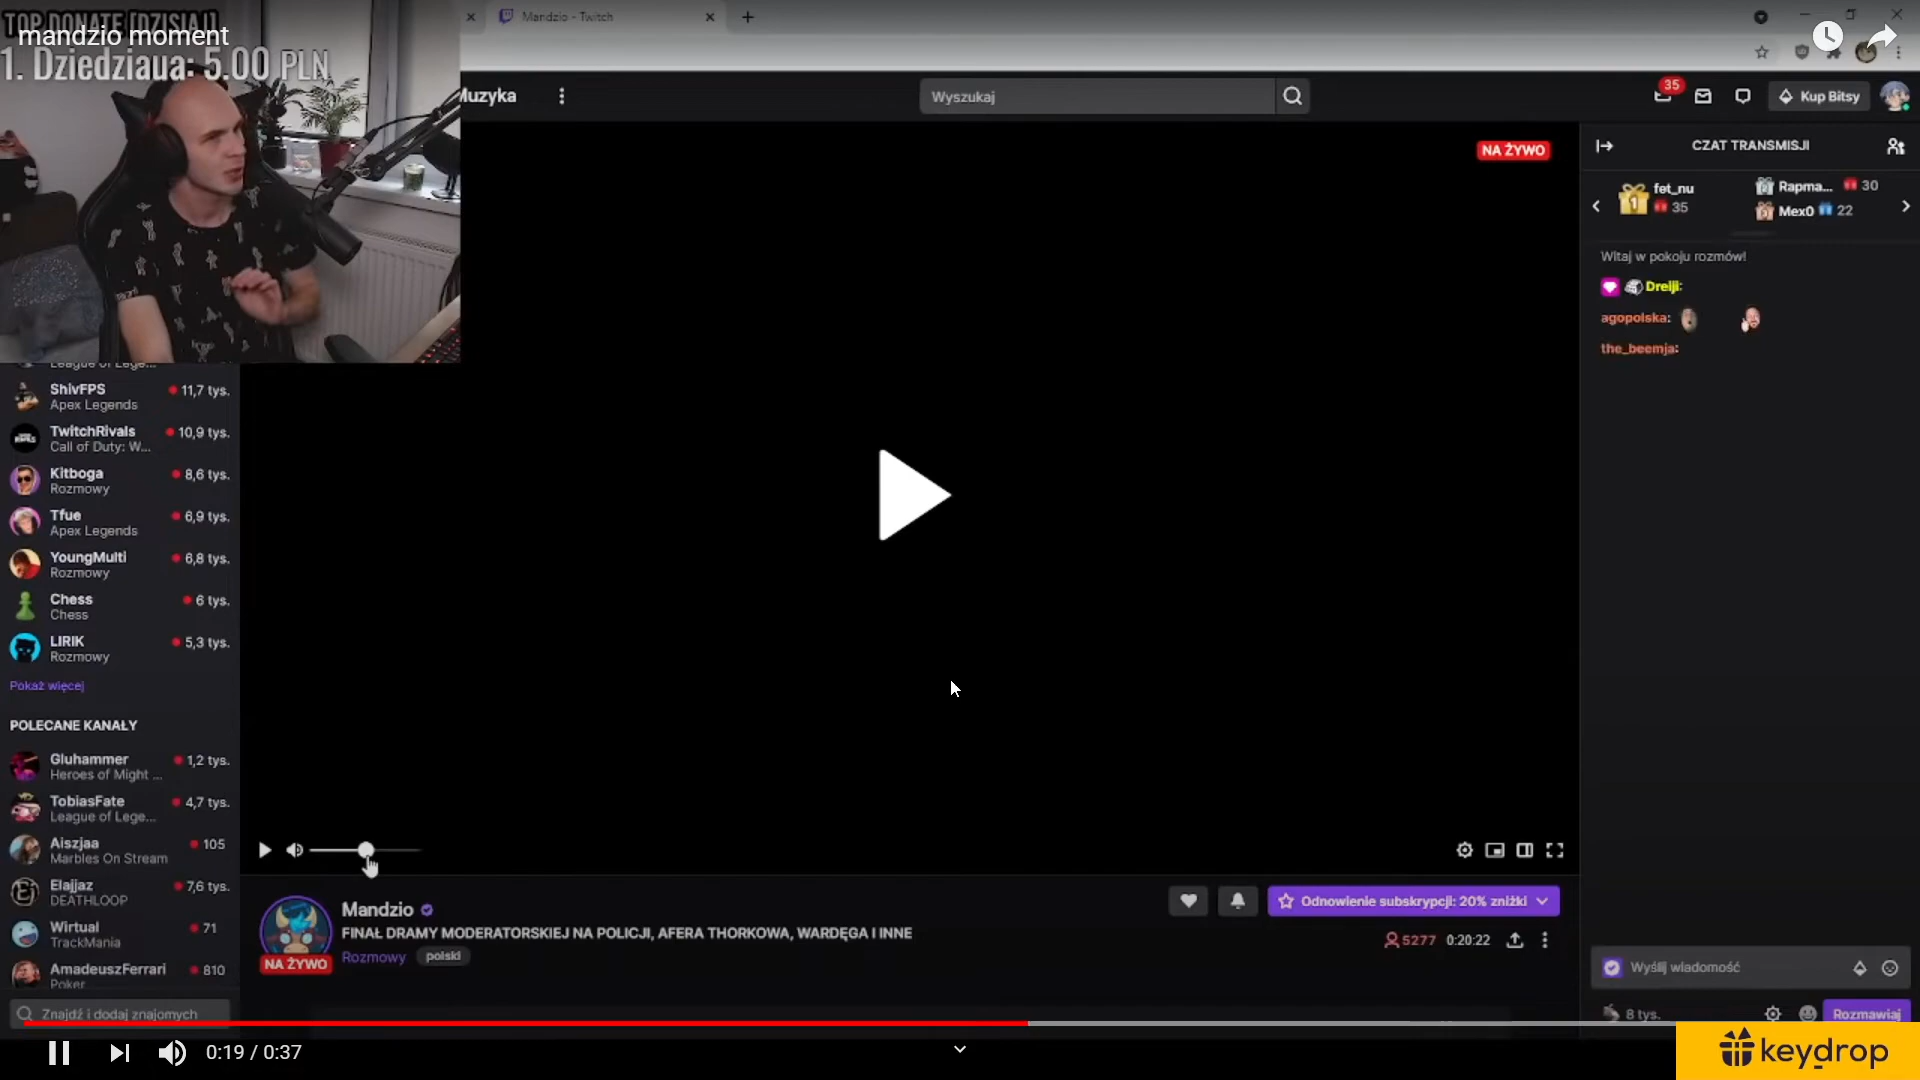 TOP DONATE [DZISIAJ]
mandzio moment
1. Dziedziaua: 5.00 PLN
Mandzio - Twitch
Muzyka
Wyszukaj
35
Kup Bitsy
NA ŻYWO
CZAT TRANSMISJI
fet_nu
35
Rapma... 30
Mex0 22
Witaj w pokoju rozmów!
Dreiji:
agopolska:
the_beemja:
League of Lege...
ShivFPS 11,7 tys.
Apex Legends
TwitchRivals 10,9 tys.
Call of Duty: W...
Kitboga 8,6 tys.
Rozmowy
Tfue 6,9 tys.
Apex Legends
YoungMulti 6,8 tys.
Rozmowy
Chess 6 tys.
Chess
LIRIK 5,3 tys.
Rozmowy
Pokaż więcej
POLECANE KANAŁY
Gluhammer 1,2 tys.
Heroes of Might ...
TobiasFate 4,7 tys.
League of Lege...
Aiszjaa 105
Marbles On Stream
Elajjaz 7,6 tys.
DEATHLOOP
Wirtual 71
TrackMania
AmadeuszFerrari 810
Poker
Znajdź i dodaj znajomych
Mandzio
FINAŁ DRAMY MODERATORSKIEJ NA POLICJI, AFERA THORKOWA, WARDĘGA I INNE
Rozmowy polski
NA ŻYWO
Odnowienie subskrypcji: 20% zniżki
5277 0:20:22
Wyślij wiadomość
8 tys.
Rozmawiaj
0:19 / 0:37
keydrop